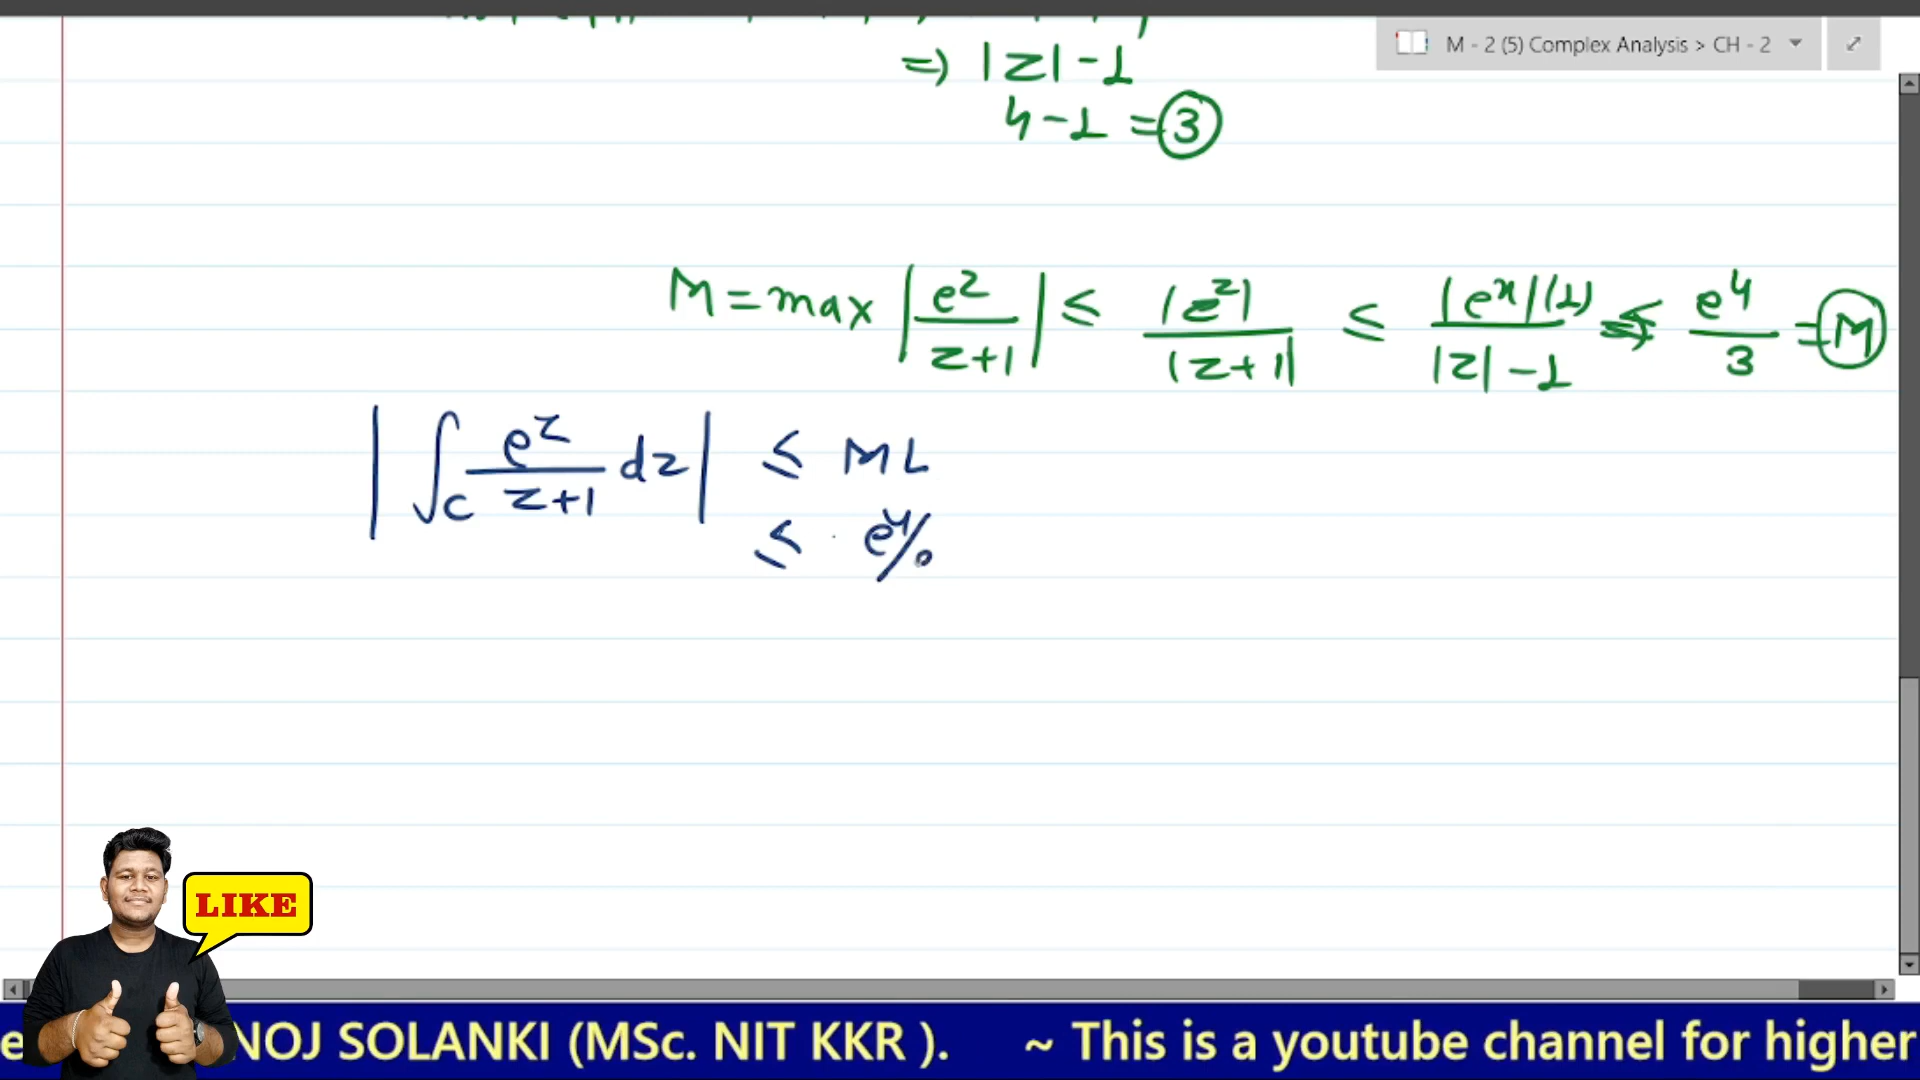 M - 2 (5) Complex Analysis > CH - 2
=> |z| - 1
4 - 1 = 3
M = max |e^z / z+1| ≤ |e^z| / |z+1| ≤ |e^x|(1) / |z| - 1 ≤ e^4 / 3 = M
|∫_C e^z / z+1 dz| ≤ ML
≤ e^4/
LIKE
NOJ SOLANKI (MSc. NIT KKR ). ~ This is a youtube channel for higher